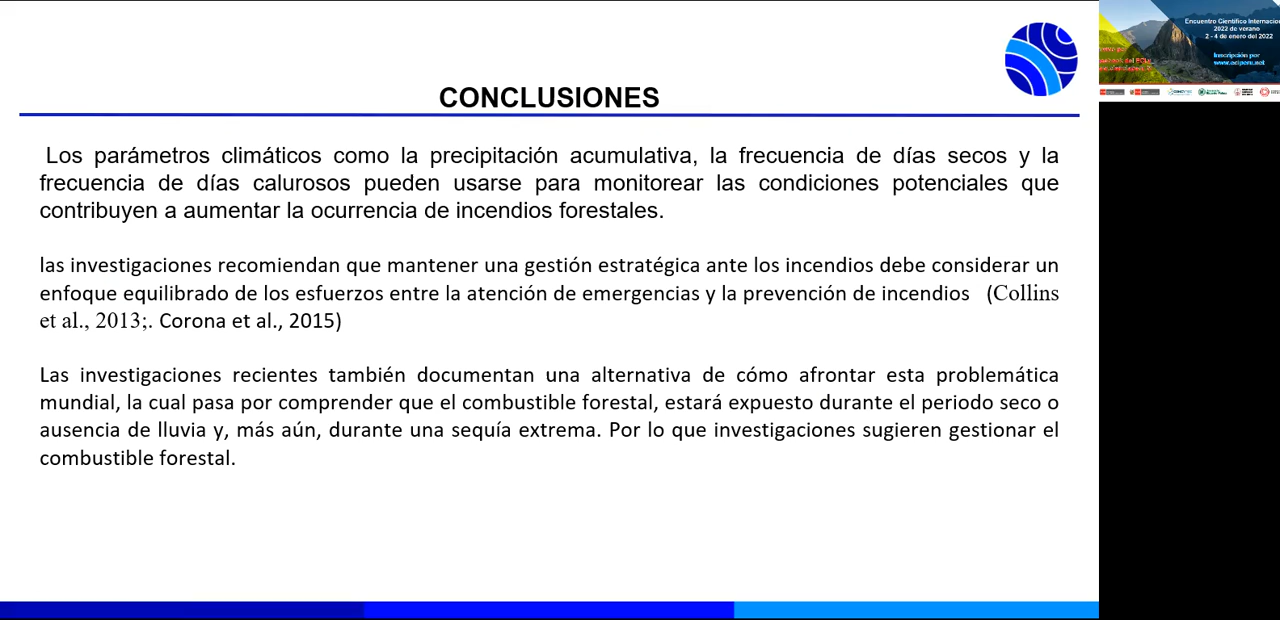 CONCLUSIONES
Los parámetros climáticos como la precipitación acumulativa, la frecuencia de días secos y la
frecuencia de días calurosos pueden usarse para monitorear las condiciones potenciales que
contribuyen a aumentar la ocurrencia de incendios forestales.
las investigaciones recomiendan que mantener una gestión estratégica ante los incendios debe considerar un
enfoque equilibrado de los esfuerzos entre la atención de emergencias y la prevención de incendios (Collins
et al., 2013;. Corona et al., 2015)
Las investigaciones recientes también documentan una alternativa de cómo afrontar esta problemática
mundial, la cual pasa por comprender que el combustible forestal, estará expuesto durante el periodo seco o
ausencia de lluvia y, más aún, durante una sequía extrema. Por lo que investigaciones sugieren gestionar el
combustible forestal.
Encuentro Científico Internacion
2022 de verano
2 - 4 de enero del 2022
Inscripción por
www.eciperu.net